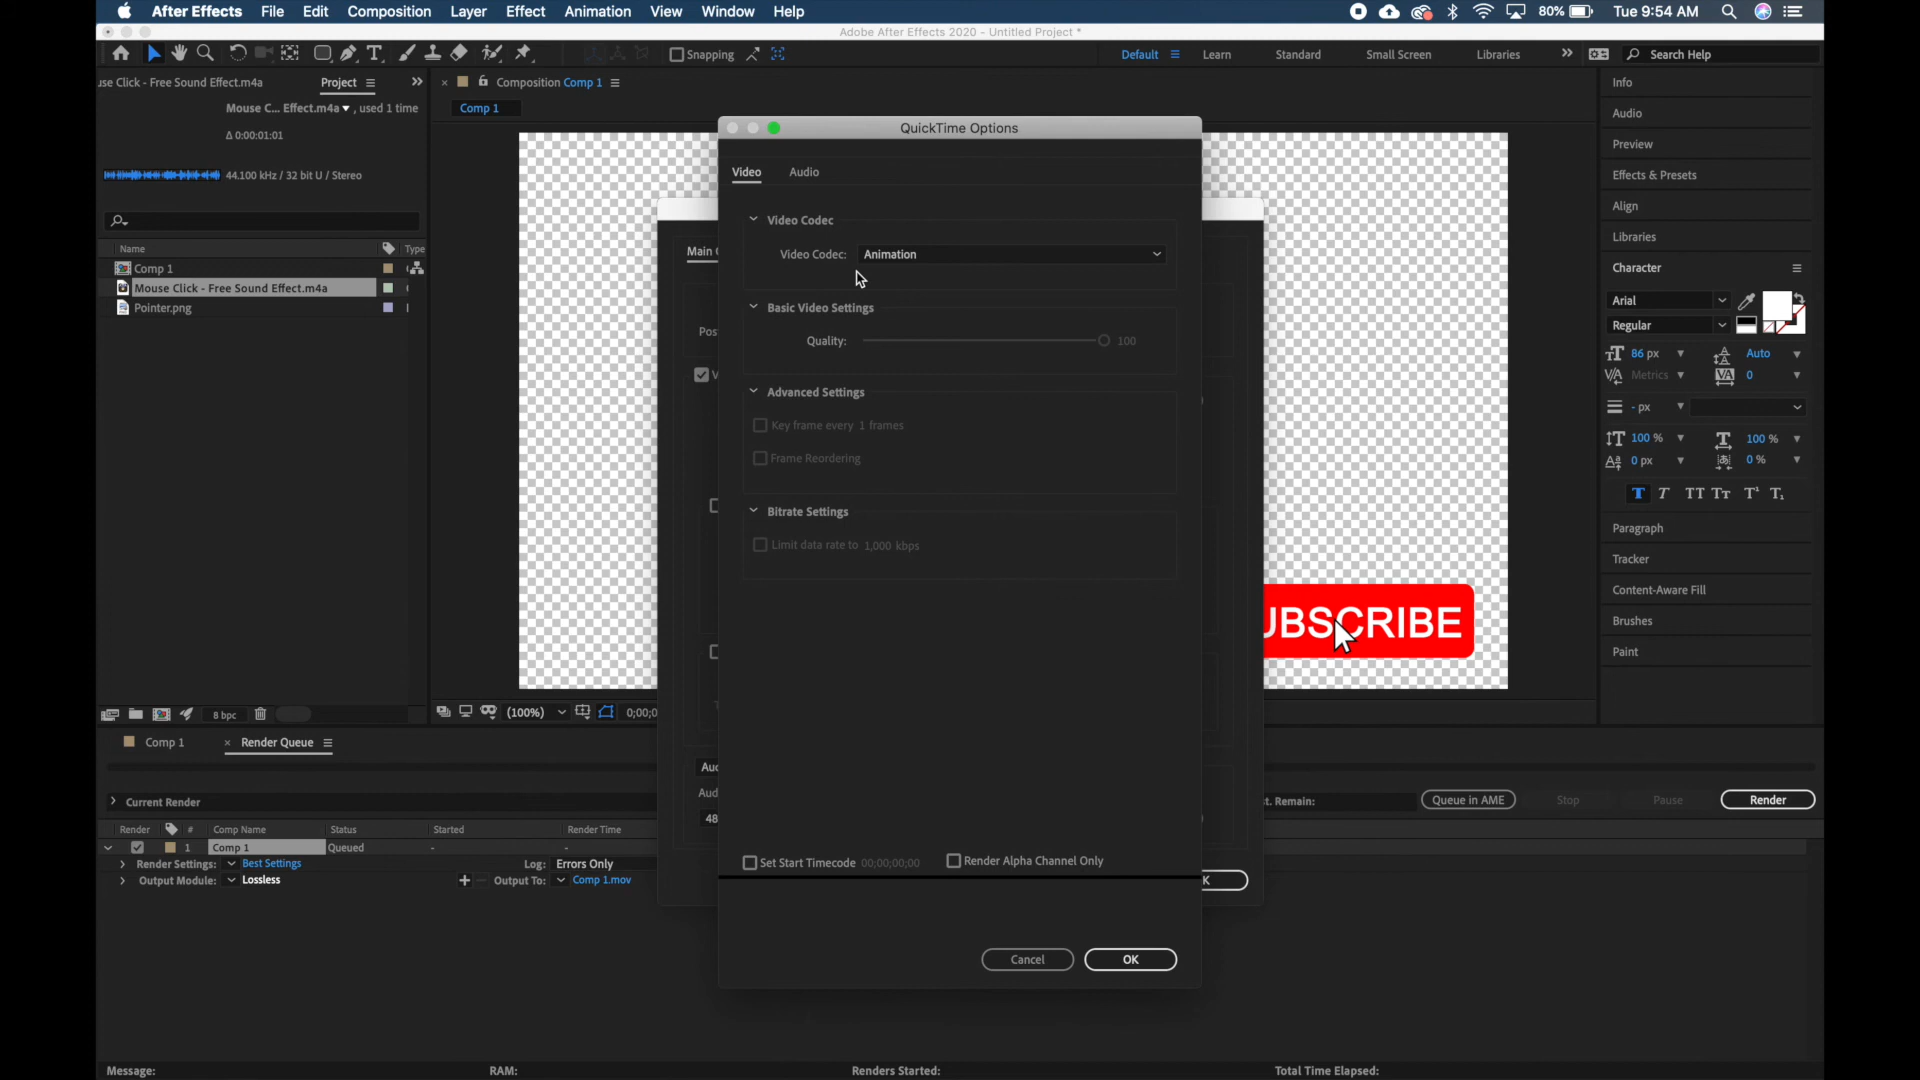 After Effects File Edit Composition Layer Effect Animation View Window Help 80% Tue 9:54 AM
Adobe After Effects 2020 - Untitled Project *
Snapping Default Learn Standard Small Screen Libraries Search Help
use Click - Free Sound Effect.m4a Project Composition Comp 1 Info
Mouse C... Effect.m4a , used 1 time Comp 1
Audio
QuickTime Options
Δ 0:00:01:01
Preview
44.100 kHz / 32 bit U / Stereo Video Audio Effects & Presets
Align
Video Codec
Libraries
Name Type Main Video Codec: Animation
Comp 1 Character
Mouse Click - Free Sound Effect.m4a
Pointer.png Basic Video Settings Arial
Regular
Quality: 100
86 px Auto
Metrics 0
Advanced Settings
- px
Key frame every 1 frames
100 % 100 %
Frame Reordering 0 px 0 %
T T TT Tт T¹ T₁
Bitrate Settings
Paragraph
Limit data rate to 1,000 kbps
Tracker
Content-Aware Fill
UBSCRIBE Brushes
Paint
8 bpc (100%)
Comp 1 Render Queue
Current Render t. Remain: Queue in AME Stop Pause Render
48
Render # Comp Name Status Started Render Time
1 Comp 1 Queued - -
Render Settings: Best Settings Log: Errors Only Set Start Timecode 00;00;00;00 Render Alpha Channel Only
Output Module: Lossless Output To: Comp 1.mov K
Cancel OK
Message: RAM: Renders Started: Total Time Elapsed: